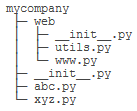 mycompany
├─ web
│  ├─ __init__.py
│  ├─ utils.py
│  └─ www.py
├─ __init__.py
├─ abc.py
└─ xyz.py